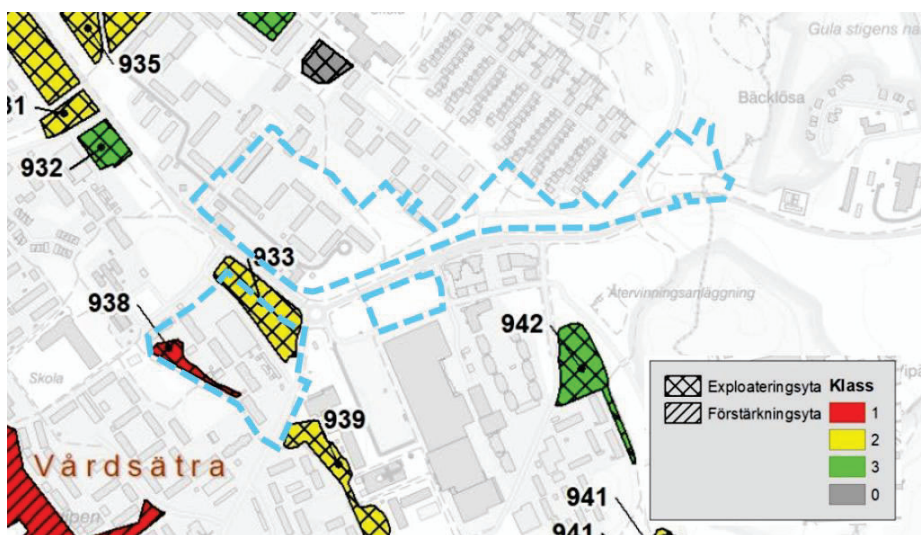 Skola
935
Gula stigens na
Bäcklösa
31
932
933
Återvinningsanläggning
938
942
Skola
939
Vårdsätra
941
941
Exploateringsyta
Förstärkningsyta
Klass
1
2
3
0